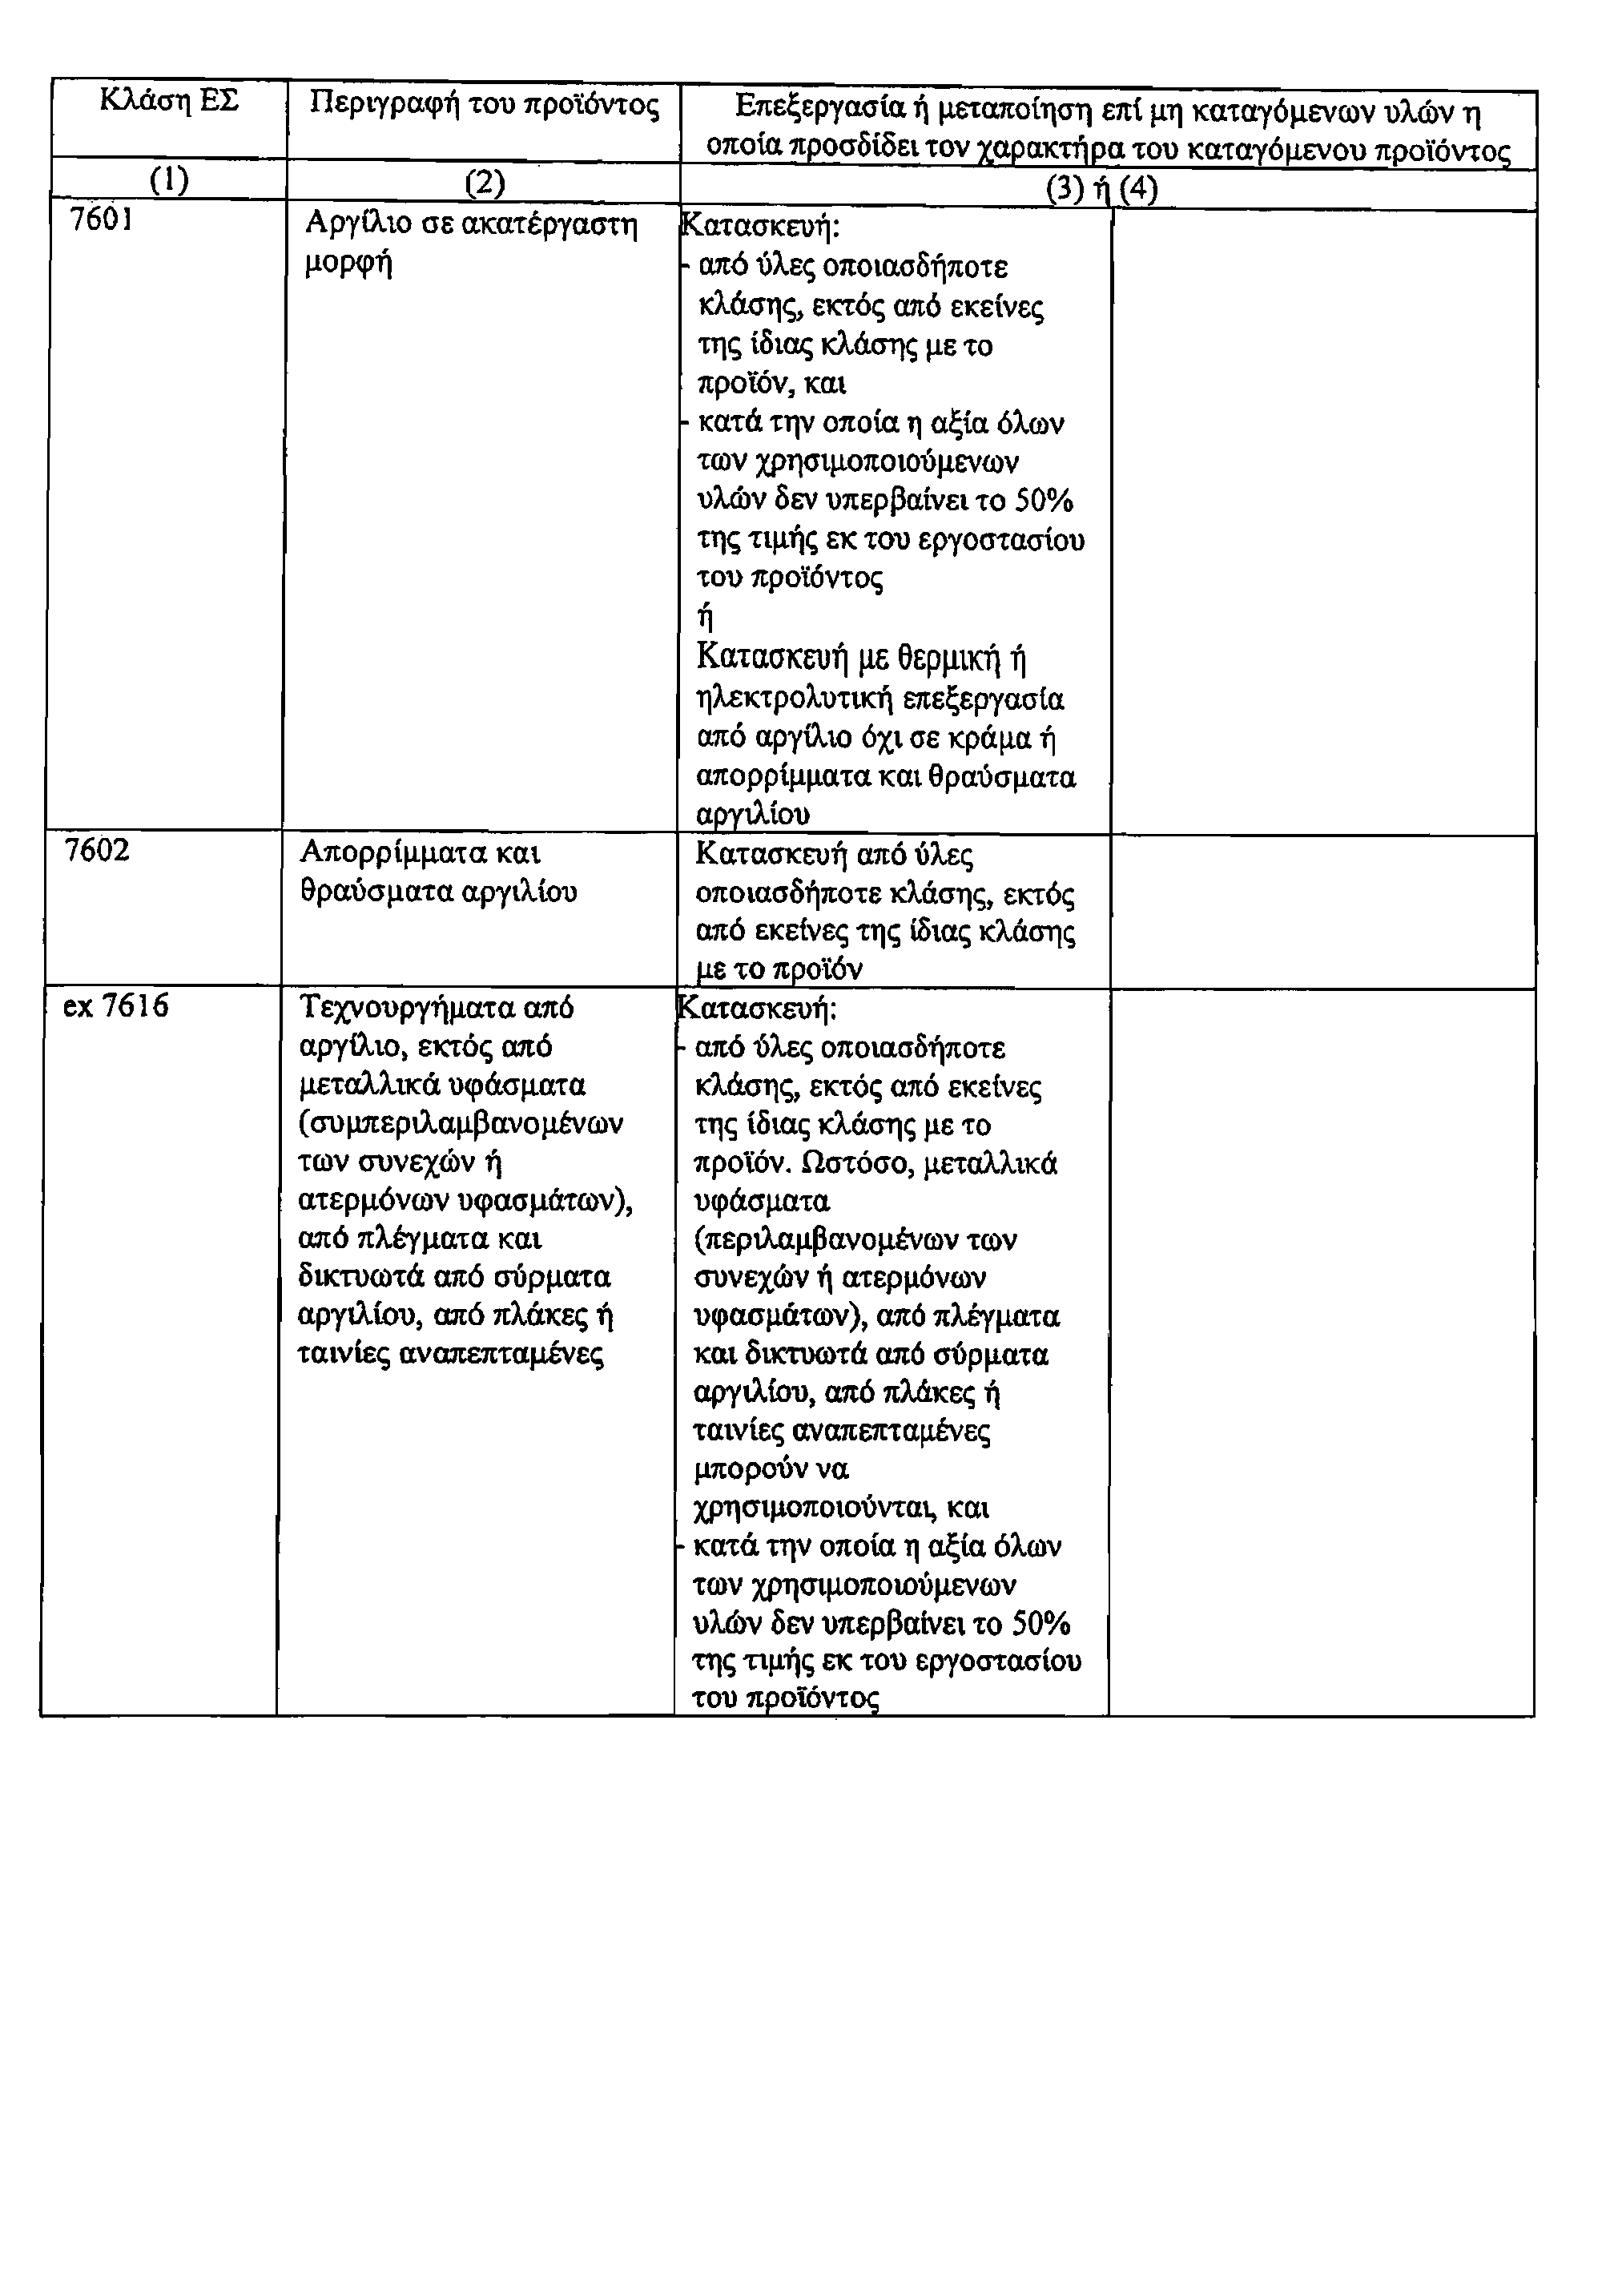 Κλάση ΕΣ
Περιγραφή του προϊόντος
Επεξεργασία ή μεταποίηση επί μη καταγόμενων υλών η
οποία προσδίδει τον χαρακτήρα του καταγόμενου προϊόντος
(1)
(2)
(3) ή (4)
7601
Αργίλιο σε ακατέργαστη
μορφή
Κατασκευή:
- από ύλες οποιασδήποτε
κλάσης, εκτός από εκείνες
της ίδιας κλάσης με το
προϊόν, και
- κατά την οποία η αξία όλων
των χρησιμοποιούμενων
υλών δεν υπερβαίνει το 50%
της τιμής εκ του εργοστασίου
του προϊόντος
ή
Κατασκευή με θερμική ή
ηλεκτρολυτική επεξεργασία
από αργίλιο όχι σε κράμα ή
απορρίμματα και θραύσματα
αργιλίου
7602
Απορρίμματα και
θραύσματα αργιλίου
Κατασκευή από ύλες
οποιασδήποτε κλάσης, εκτός
από εκείνες της ίδιας κλάσης
με το προϊόν
ex 7616
Τεχνουργήματα από
αργίλιο, εκτός από
μεταλλικά υφάσματα
(συμπεριλαμβανομένων
των συνεχών ή
ατερμόνων υφασμάτων),
από πλέγματα και
δικτυωτά από σύρματα
αργιλίου, από πλάκες ή
ταινίες αναπεπταμένες
Κατασκευή:
- από ύλες οποιασδήποτε
κλάσης, εκτός από εκείνες
της ίδιας κλάσης με το
προϊόν. Ωστόσο, μεταλλικά
υφάσματα
(περιλαμβανομένων των
συνεχών ή ατερμόνων
υφασμάτων), από πλέγματα
και δικτυωτά από σύρματα
αργιλίου, από πλάκες ή
ταινίες αναπεπταμένες
μπορούν να
χρησιμοποιούνται, και
- κατά την οποία η αξία όλων
των χρησιμοποιούμενων
υλών δεν υπερβαίνει το 50%
της τιμής εκ του εργοστασίου
του προϊόντος